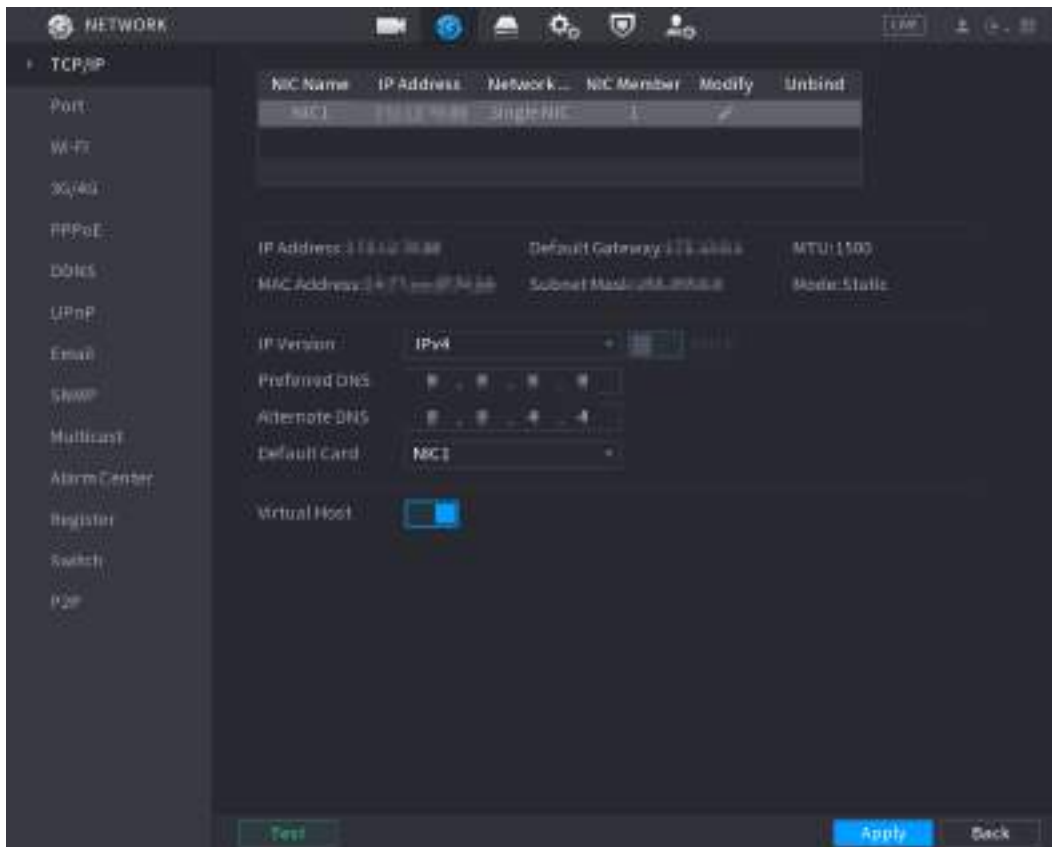 NETWORK
LIVE
TCP/IP
Port
Wi-Fi
3G/4G
PPPoE
DDNS
UPnP
Email
SNMP
Multicast
Alarm Center
Register
Switch
P2P
NIC Name IP Address Network... NIC Member Modify Unbind
NIC1 Single NIC 1
IP Address: Default Gateway: MTU:1500
MAC Address: Subnet Mask: Mode:Static
IP Version IPv4
Preferred DNS
Alternate DNS
Default Card NIC1
Virtual Host
Test Apply Back